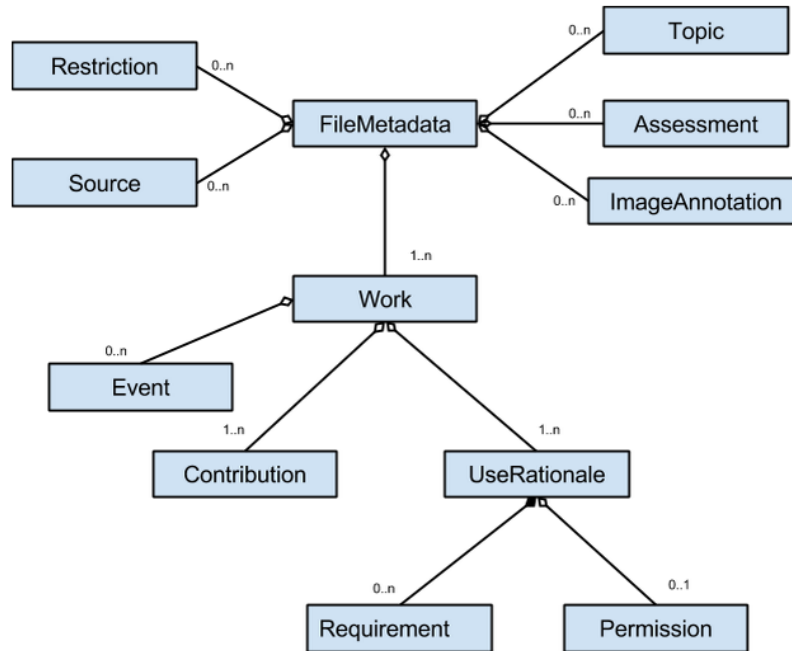 Topic
0..n
Restriction
0..n
FileMetadata
0..n
Assessment
Source
0..n
0..n
ImageAnnotation
1..n
Work
0..n
Event
1..n
1..n
Contribution
UseRationale
0..n
0..1
Requirement
Permission